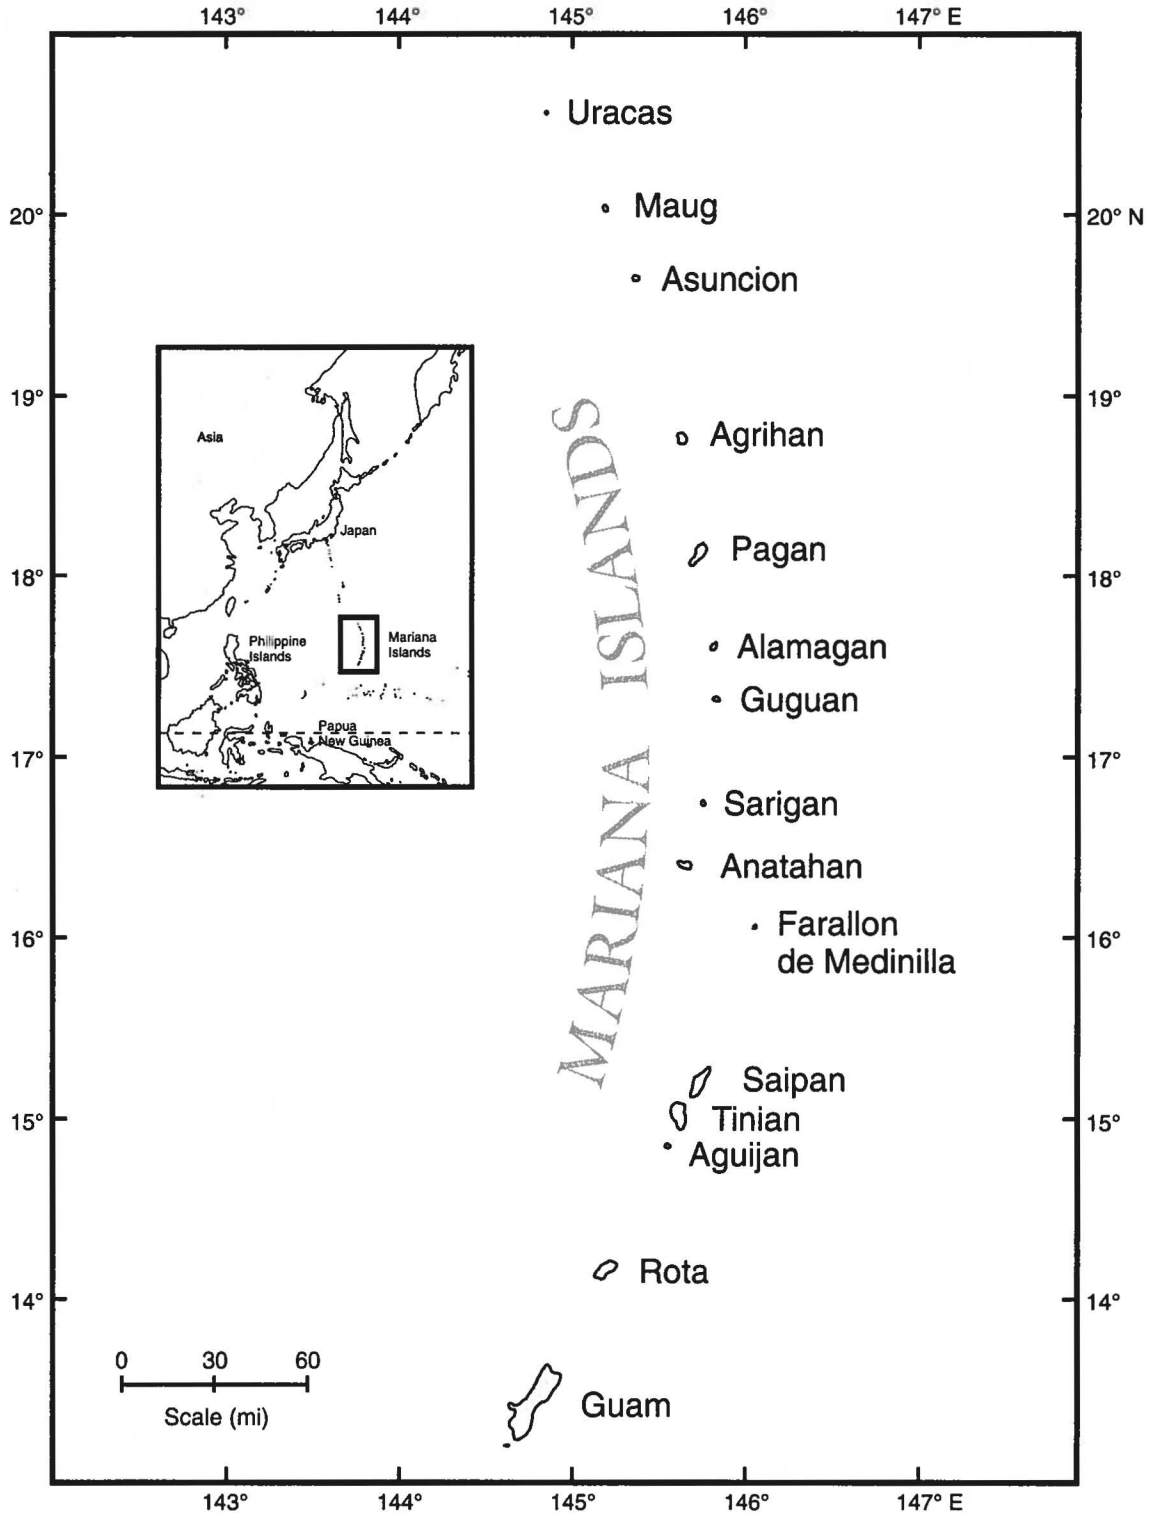 143° 144° 145° 146° 147° E
Uracas
Maug
20° 20° N
Asuncion
19° 19°
Agrihan
Asia
Japan
Pagan
18° 18°
Philippine
Islands
Mariana
Islands
Alamagan
Guguan
Papua
New Guinea
17° 17°
Sarigan
Anatahan
16° 16°
Farallon
de Medinilla
MARIANA ISLANDS
Saipan
15° 15°
Tinian
Aguijan
Rota
14° 14°
0 30 60
Scale (mi)
Guam
143° 144° 145° 146° 147° E